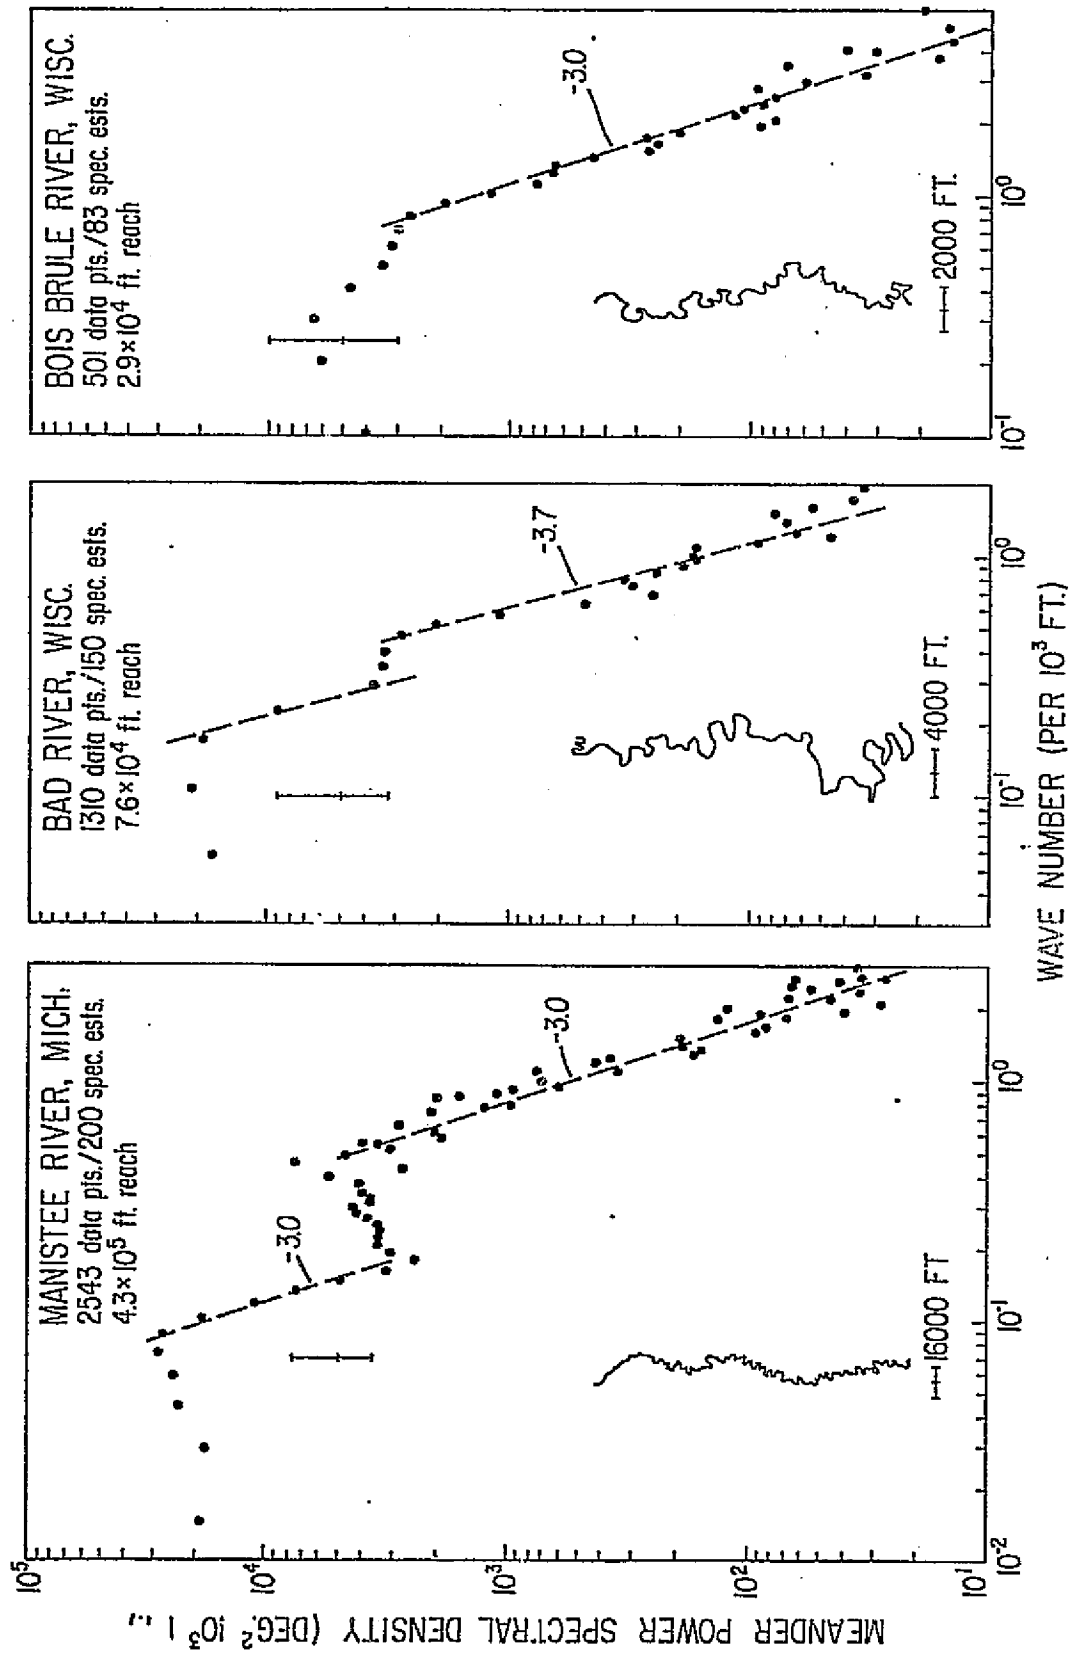 MANISTEE RIVER, MICH.
2543 data pts./200 spec. ests.
4.3×10⁵ ft. reach
-3.0
-3.0
16000 FT
BAD RIVER, WISC.
1310 data pts./150 spec. ests.
7.6×10⁴ ft. reach
-3.7
4000 FT.
BOIS BRULE RIVER, WISC.
501 data pts./83 spec. ests.
2.9×10⁴ ft. reach
-3.0
2000 FT.
MEANDER POWER SPECTRAL DENSITY (DEG.² 10³
10⁵
10⁴
10³
10²
10¹
10⁻² 10⁻¹ 10⁰
10⁻¹ 10⁰
10⁻¹ 10⁰
WAVE NUMBER (PER 10³ FT.)